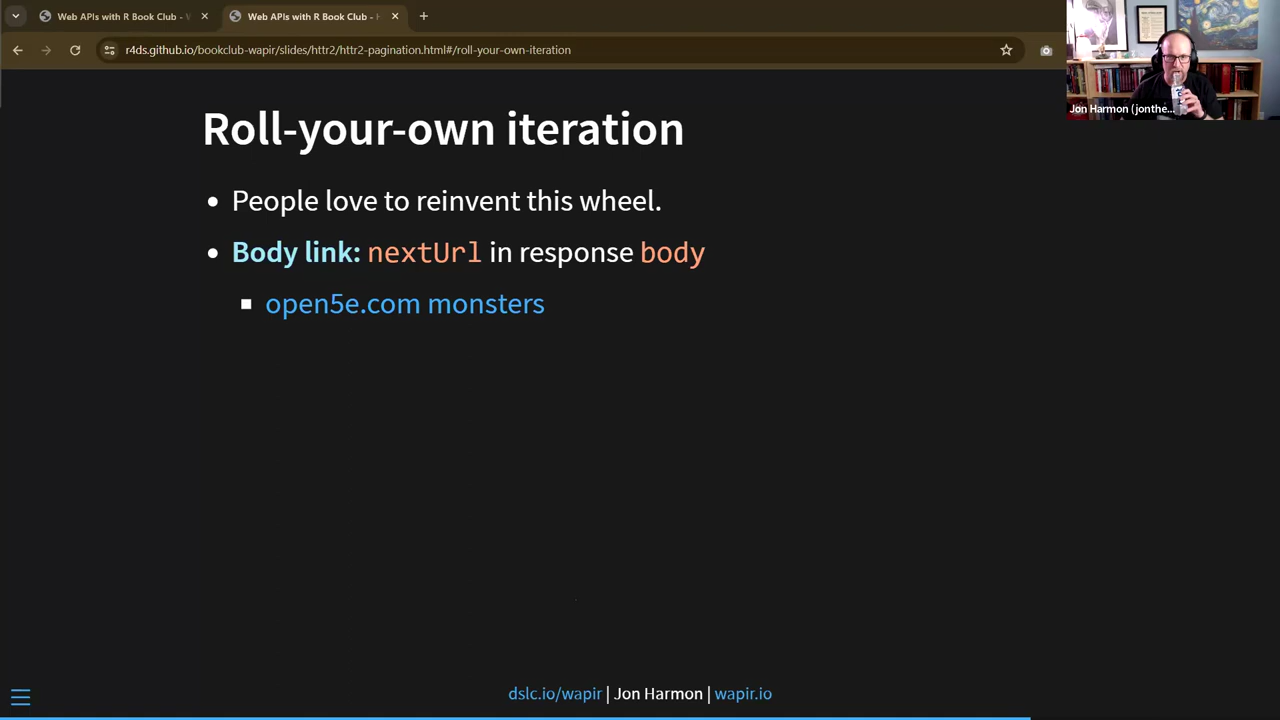 Web APIs with R Book Club - W
Web APIs with R Book Club - H
r4ds.github.io/bookclub-wapir/slides/httr2/httr2-pagination.html#/roll-your-own-iteration
Jon Harmon (jonthe...
Roll-your-own iteration
People love to reinvent this wheel.
Body link: nextUrl in response body
open5e.com monsters
dslc.io/wapir | Jon Harmon | wapir.io